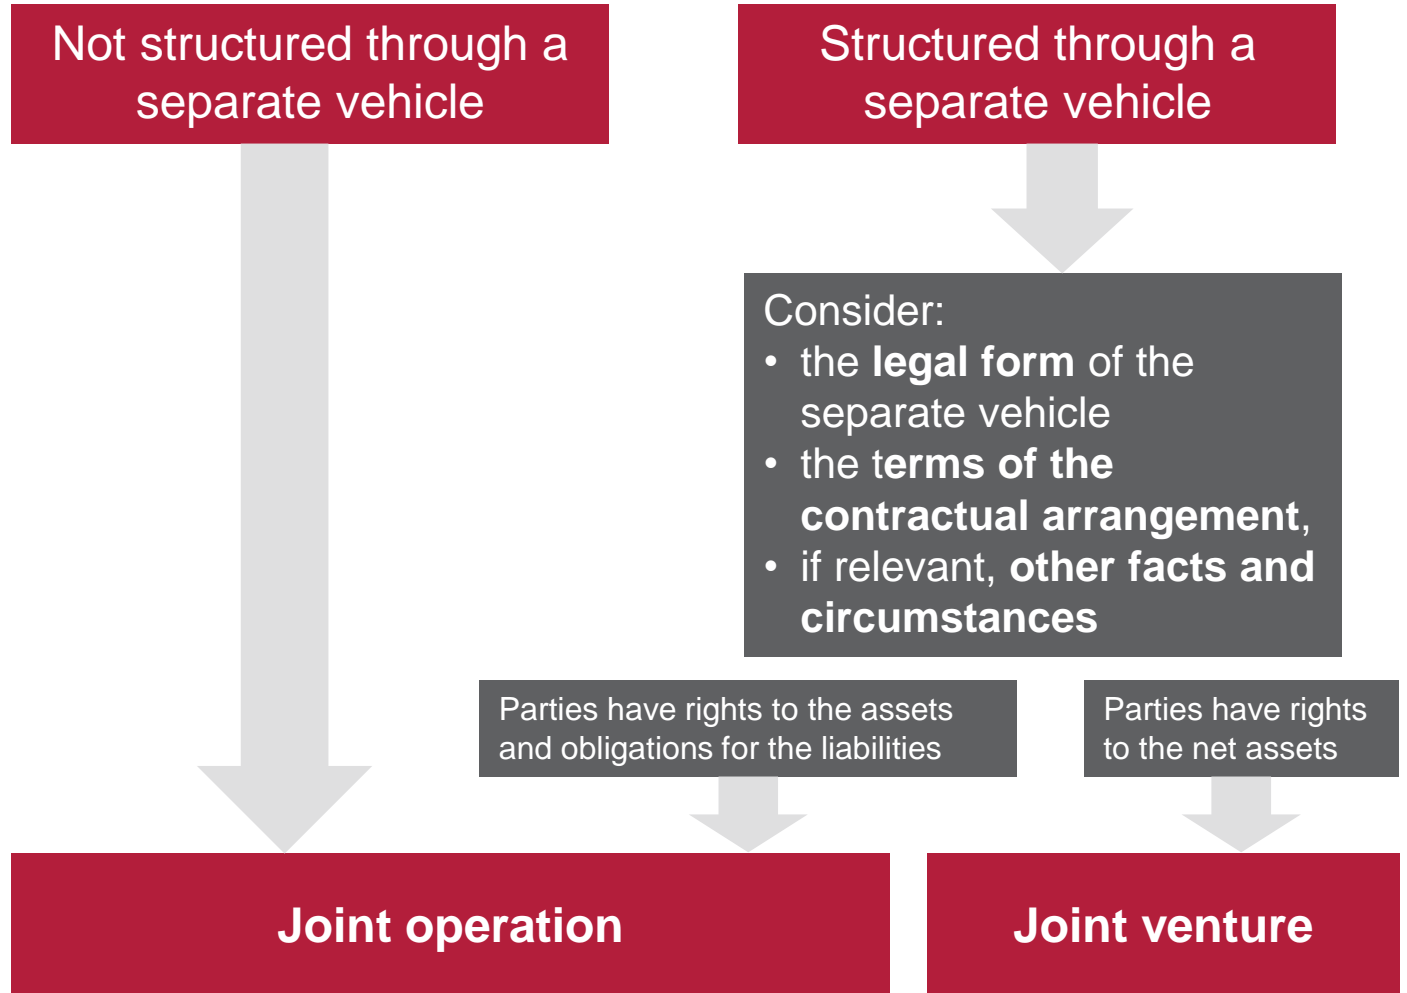 Not structured through a
separate vehicle
Structured through a
separate vehicle
Consider:
• the legal form of the
separate vehicle
• the terms of the
contractual arrangement,
• if relevant, other facts and
circumstances
Parties have rights to the assets
and obligations for the liabilities
Parties have rights
to the net assets
Joint operation
Joint venture